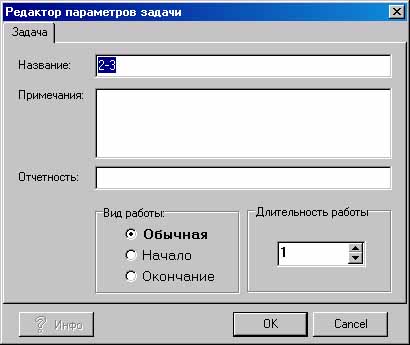 Редактор параметров задачи
Задача
Название: 2-3
Примечания:
Отчетность:
Вид работы:
Обычная
Начало
Окончание
Длительность работы
1
Инфо
OK
Cancel